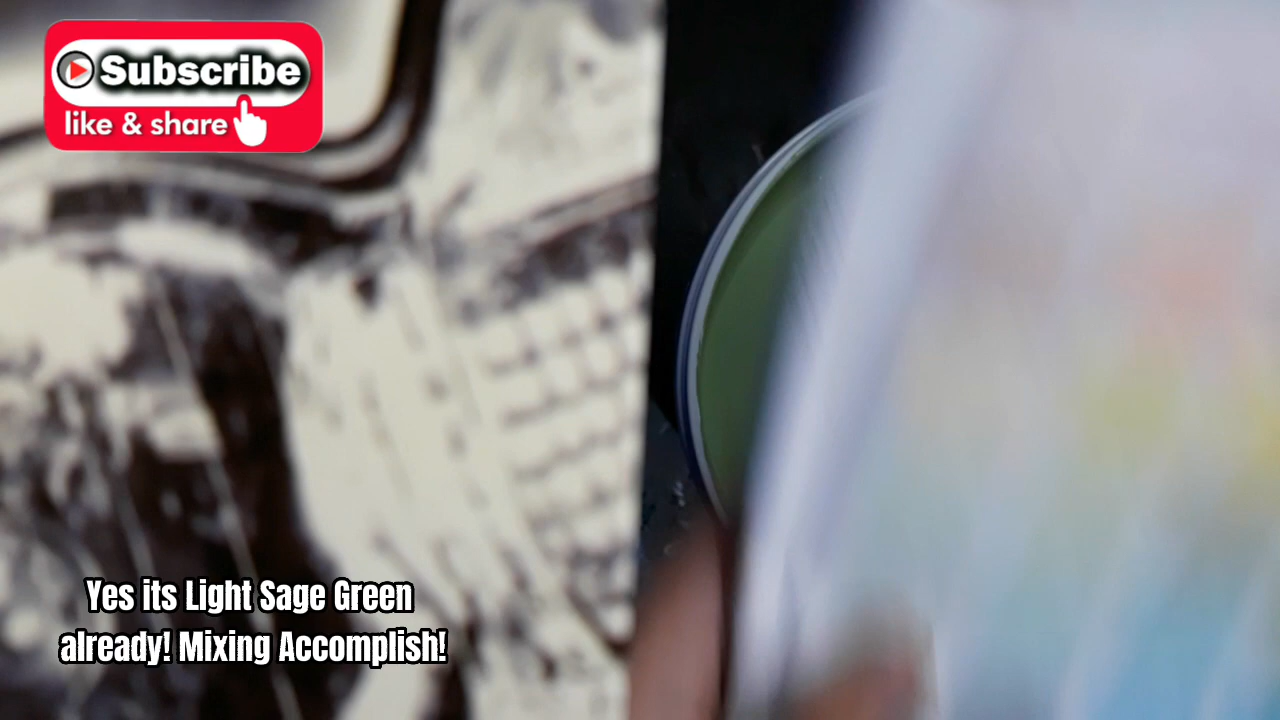 Subscribe
like & share
Yes its Light Sage Green
already! Mixing Accomplish!